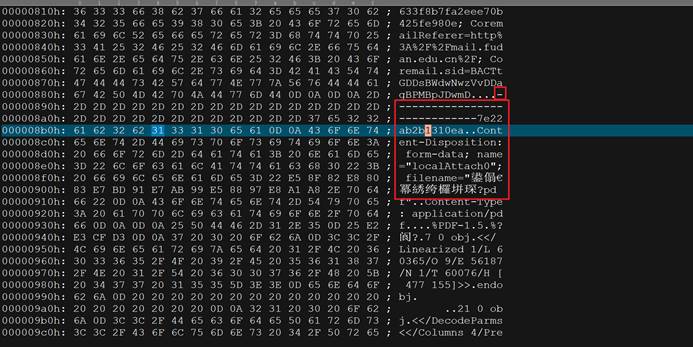 00000810h: 36 33 33 66 38 62 37 66 61 32 65 65 65 37 30 62 ; 633f8b7fa2eee70b
00000820h: 34 32 35 66 65 39 38 30 65 3B 20 43 6F 72 65 6D ; 425fe980e; Corem
00000830h: 61 69 6C 52 65 66 65 72 65 72 3D 68 74 74 70 25 ; ailReferer=http%
00000840h: 33 41 25 32 46 25 32 46 6D 61 69 6C 2E 66 75 64 ; 3A%2F%2Fmail.fud
00000850h: 61 6E 2E 65 64 75 2E 63 6E 25 32 46 3B 20 43 6F ; an.edu.cn%2F; Co
00000860h: 72 65 6D 61 69 6C 2E 73 69 64 3D 42 41 43 54 74 ; remail.sid=BACTt
00000870h: 47 44 44 73 42 57 64 77 4E 77 7A 56 76 44 44 61 ; GDDsBWdwNwzVvDDa
00000880h: 67 42 50 4D 42 70 4A 44 77 6D 44 0D 0A 0D 0A 2D ; gBPMBpJDwmD....-
00000890h: 2D 2D 2D 2D 2D 2D 2D 2D 2D 2D 2D 2D 2D 2D 2D 2D ; ----------------
000008a0h: 2D 2D 2D 2D 2D 2D 2D 2D 2D 2D 2D 2D 37 65 32 32 ; ------------7e22
000008b0h: 61 62 32 62 31 33 31 30 65 61 0D 0A 43 6F 6E 74 ; ab2b1310ea..Cont
000008c0h: 65 6E 74 2D 44 69 73 70 6F 73 69 74 69 6F 6E 3A ; ent-Disposition:
000008d0h: 20 66 6F 72 6D 2D 64 61 74 61 3B 20 6E 61 6D 65 ; form-data; name
000008e0h: 3D 22 6C 6F 63 61 6C 41 74 74 61 63 68 30 22 3B ; ="localAttach0";
000008f0h: 20 66 69 6C 65 6E 61 6D 65 3D 22 E5 8F 82 E8 80 ; filename="鍙傝€
00000900h: 83 E7 BD 91 E7 AB 99 E5 88 97 E8 A1 A8 2E 70 64 ; 冪綉绔欏垪琛?pd
00000910h: 66 22 0D 0A 43 6F 6E 74 65 6E 74 2D 54 79 70 65 ; f"..Content-Type
00000920h: 3A 20 61 70 70 6C 69 63 61 74 69 6F 6E 2F 70 64 ; : application/pd
00000930h: 66 0D 0A 0D 0A 25 50 44 46 2D 31 2E 35 0D 25 E2 ; f....%PDF-1.5.%?
00000940h: E3 CF D3 0D 0A 37 20 30 20 6F 62 6A 0D 3C 3C 2F ; 阎?.7 0 obj.<</
00000950h: 4C 69 6E 65 61 72 69 7A 65 64 20 31 2F 4C 20 36 ; Linearized 1/L 6
00000960h: 30 33 36 35 2F 4F 20 39 2F 45 20 35 36 31 38 37 ; 0365/O 9/E 56187
00000970h: 2F 4E 20 31 2F 54 20 36 30 30 37 36 2F 48 20 5B ; /N 1/T 60076/H [
00000980h: 20 34 37 37 20 31 35 35 5D 3E 3E 0D 65 6E 64 6F ; 477 155]>>.endo
00000990h: 62 6A 0D 20 20 20 20 20 20 20 20 20 20 20 20 20 ; bj.
000009a0h: 20 20 20 20 20 20 20 0D 0A 32 31 20 30 20 6F 62 ; ..21 0 ob
000009b0h: 6A 0D 3C 3C 2F 44 65 63 6F 64 65 50 61 72 6D 73 ; j.<</DecodeParms
000009c0h: 3C 3C 2F 43 6F 6C 75 6D 6E 73 20 34 2F 50 72 65 ; <</Columns 4/Pre